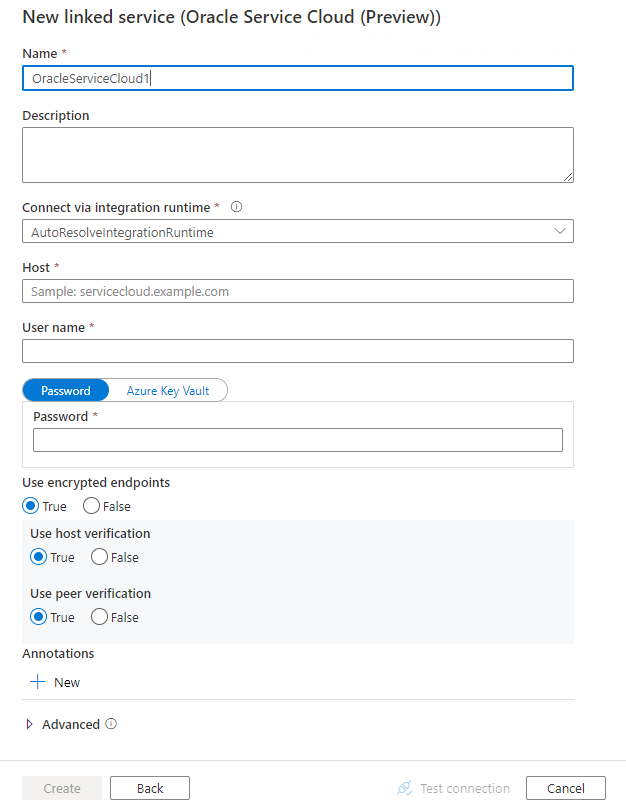 New linked service (Oracle Service Cloud (Preview))
Name *
OracleServiceCloud1
Description
Connect via integration runtime *
AutoResolveIntegrationRuntime
Host *
Sample: servicecloud.example.com
User name *
Password Azure Key Vault
Password *
Use encrypted endpoints
True False
Use host verification
True False
Use peer verification
True False
Annotations
New
Advanced
Create Back Test connection Cancel